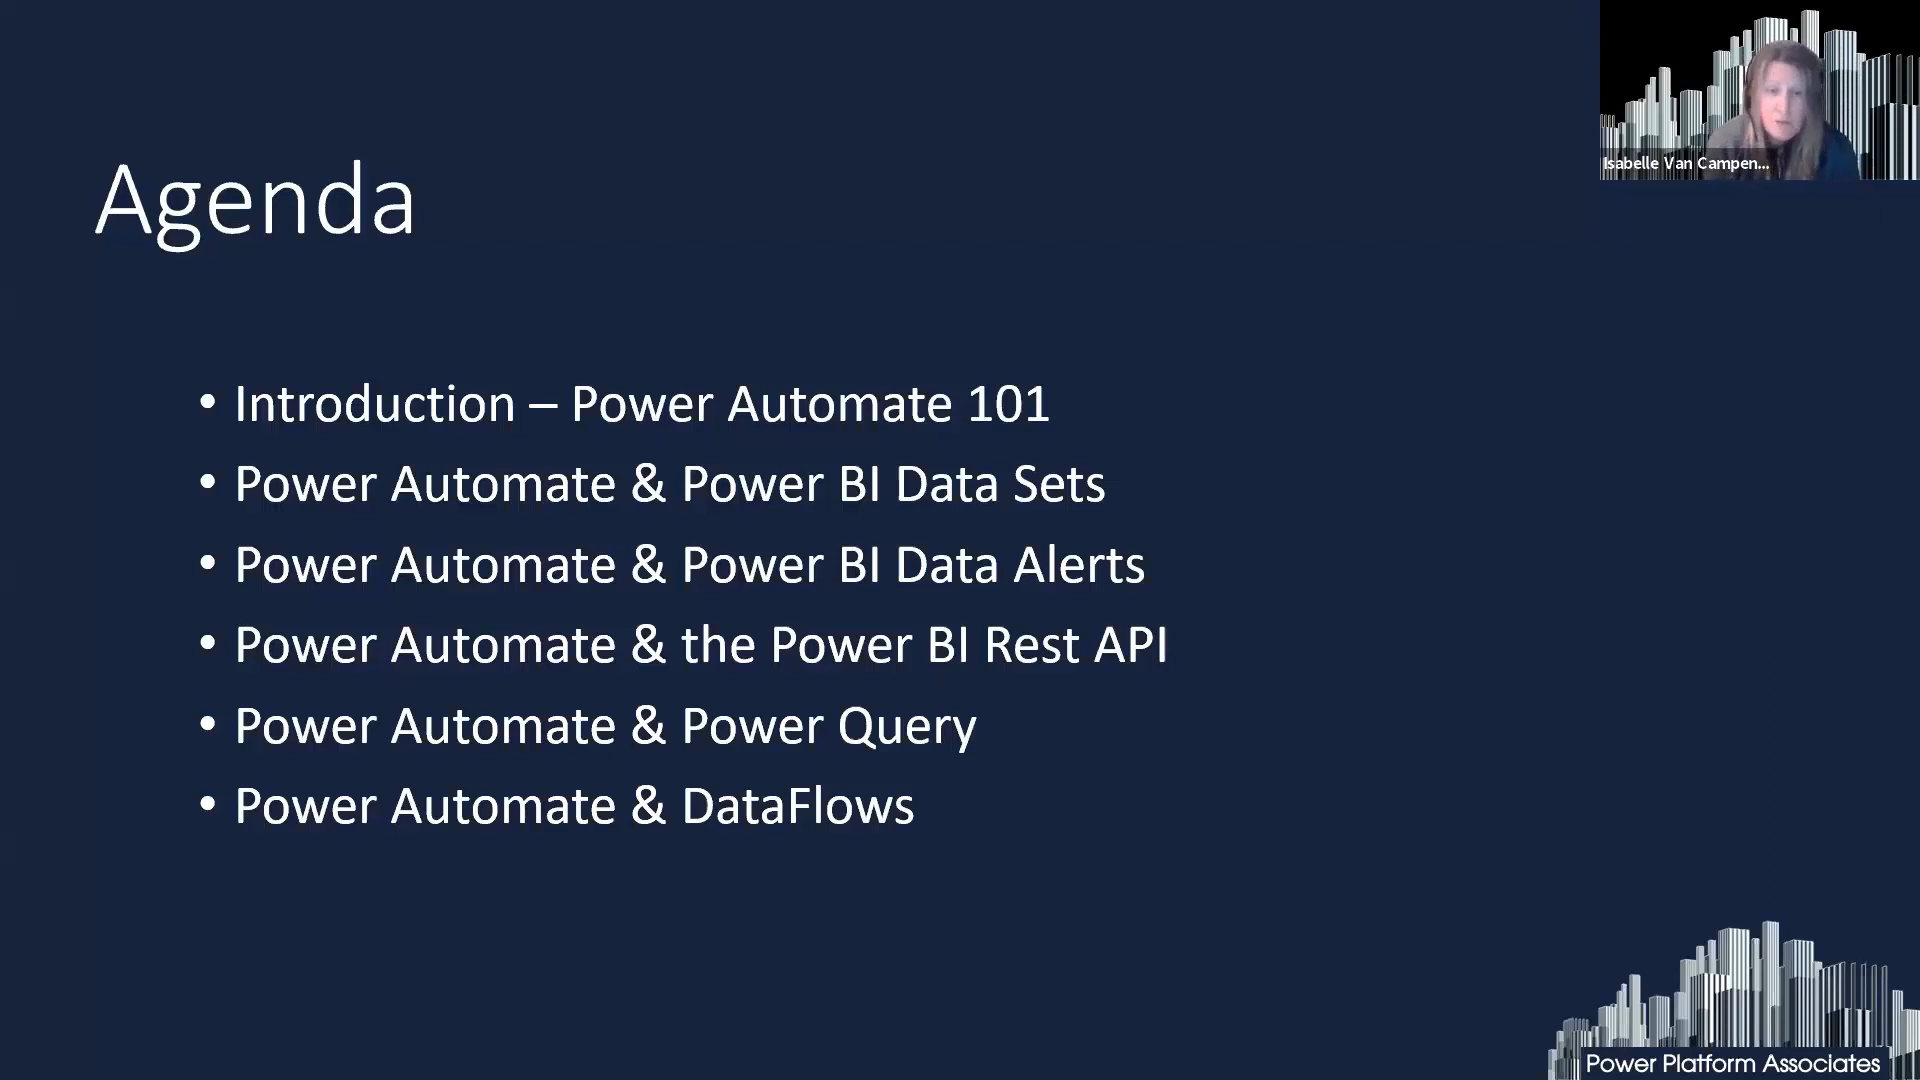 Isabelle Van Campen...
Agenda
• Introduction – Power Automate 101
• Power Automate & Power BI Data Sets
• Power Automate & Power BI Data Alerts
• Power Automate & the Power BI Rest API
• Power Automate & Power Query
• Power Automate & DataFlows
Power Platform Associates